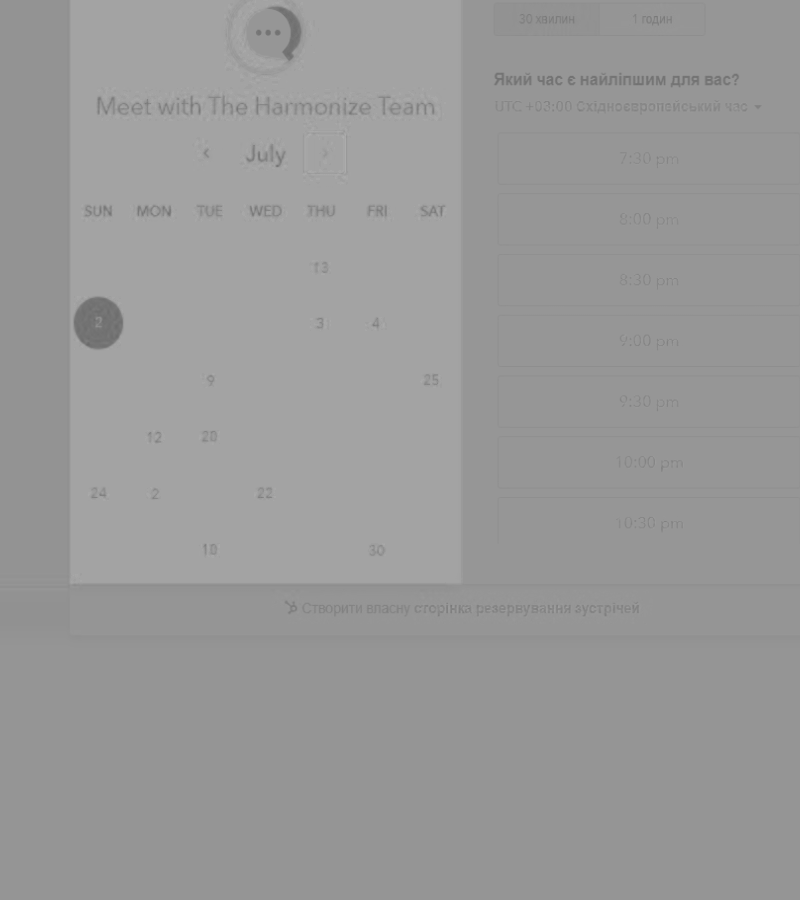 Meet with The Harmonize Team
July
SUN MON TUE WED THU FRI SAT
13
2 3 4
9 25
12 20
24 2 22
10 30
30 хвилин 1 годин
Який час є найліпшим для вас?
UTC +03:00 Східноєвропейський час
7:30 pm
8:00 pm
8:30 pm
9:00 pm
9:30 pm
10:00 pm
10:30 pm
Створити власну сторінка резервування зустрічей